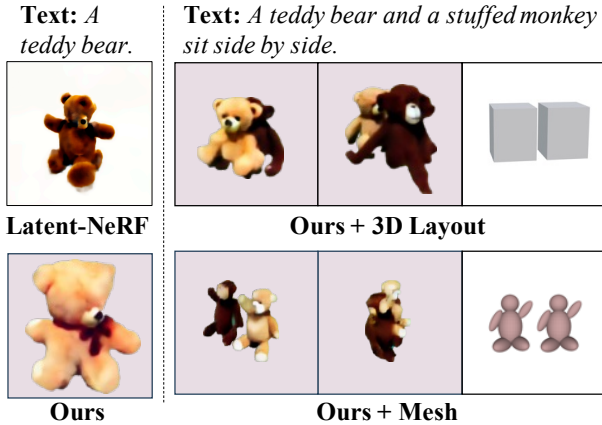 Text: A
teddy bear.
Latent-NeRF
Ours
Text: A teddy bear and a stuffed monkey
sit side by side.
Ours + 3D Layout
Ours + Mesh